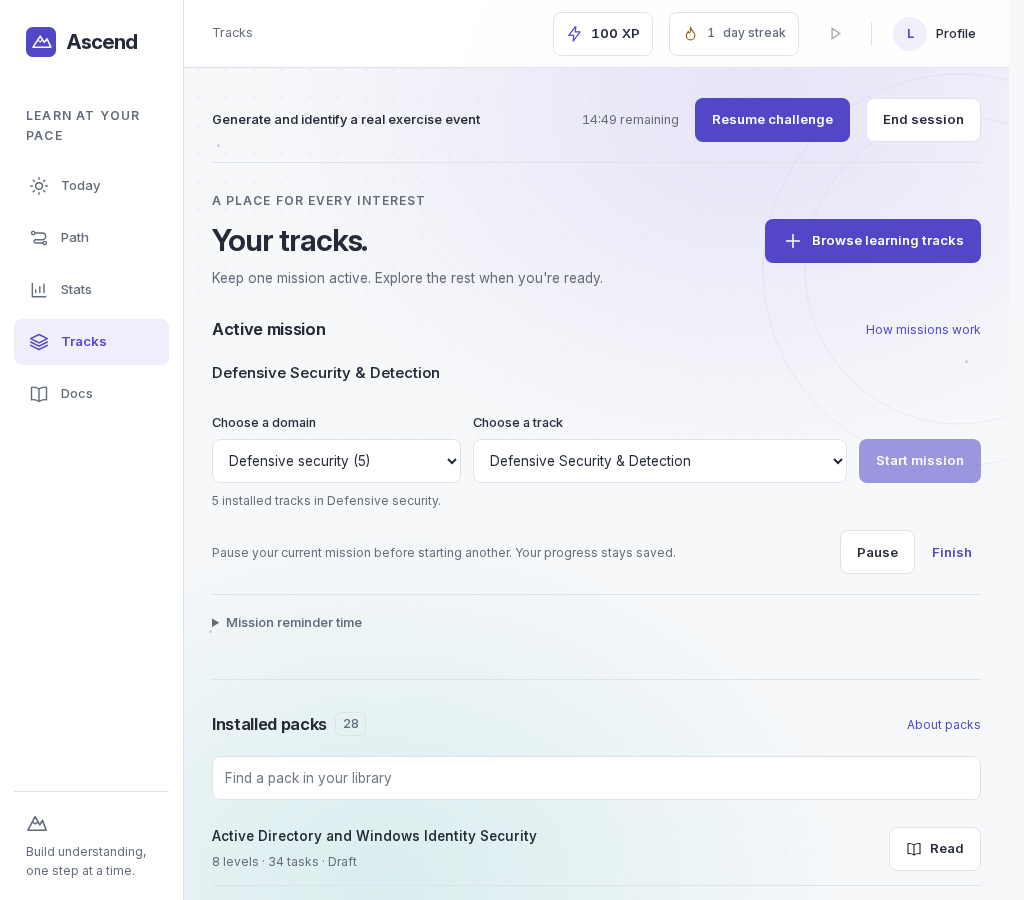 Ascend
LEARN AT YOUR
PACE
Today
Path
Stats
Tracks
Docs
Build understanding,
one step at a time.
Tracks
100 XP
1 day streak
L
Profile
Generate and identify a real exercise event
14:49 remaining
Resume challenge
End session
A PLACE FOR EVERY INTEREST
Your tracks.
Keep one mission active. Explore the rest when you're ready.
Browse learning tracks
Active mission
How missions work
Defensive Security & Detection
Choose a domain
Choose a track
Defensive security (5)
Defensive Security & Detection
Start mission
5 installed tracks in Defensive security.
Pause your current mission before starting another. Your progress stays saved.
Pause
Finish
Mission reminder time
Installed packs 28
About packs
Find a pack in your library
Active Directory and Windows Identity Security
8 levels · 34 tasks · Draft
Read